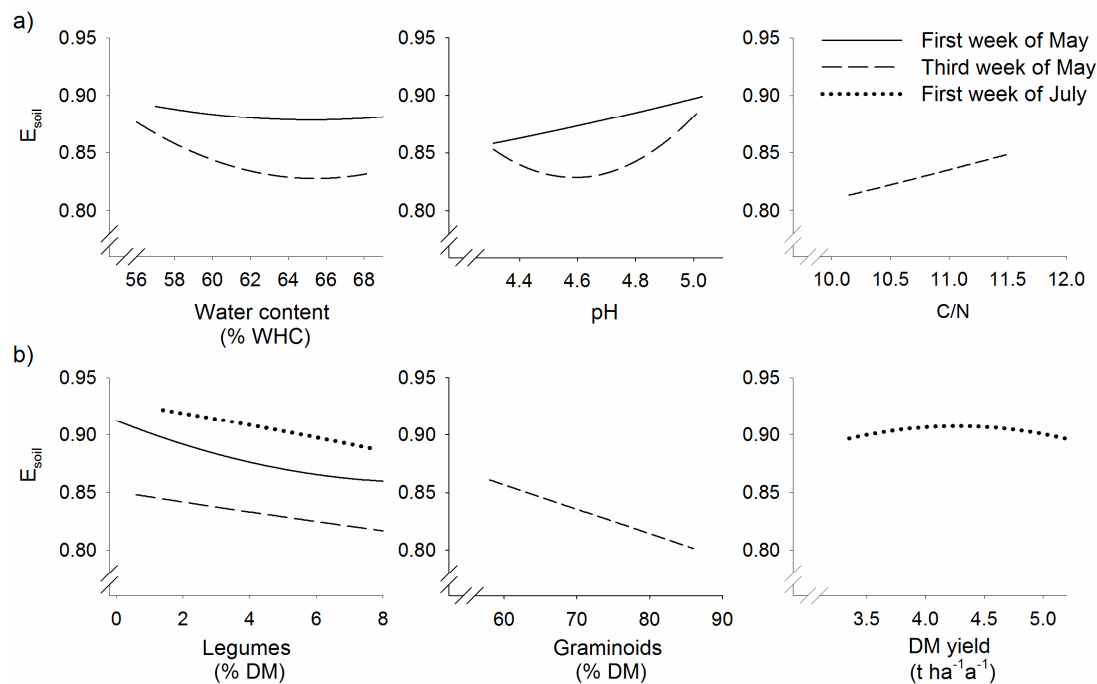 a)
First week of May
Third week of May
First week of July
E_soil
0.95
0.90
0.85
0.80
56 58 60 62 64 66 68
Water content
(% WHC)
0.95
0.90
0.85
0.80
4.4 4.6 4.8 5.0
pH
0.95
0.90
0.85
0.80
10.0 10.5 11.0 11.5 12.0
C/N
b)
E_soil
0.95
0.90
0.85
0.80
0 2 4 6 8
Legumes
(% DM)
0.95
0.90
0.85
0.80
60 70 80 90
Graminoids
(% DM)
0.95
0.90
0.85
0.80
3.5 4.0 4.5 5.0
DM yield
(t ha⁻¹a⁻¹)